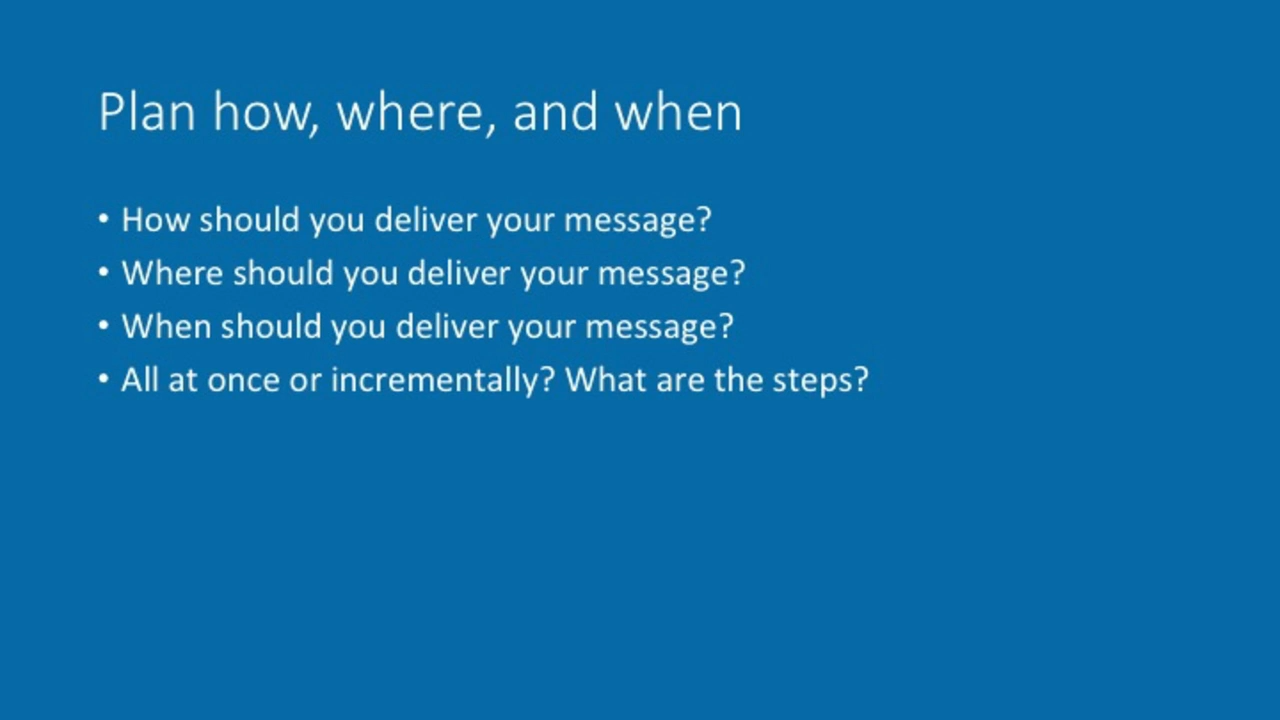 Plan how, where, and when
• How should you deliver your message?
• Where should you deliver your message?
• When should you deliver your message?
• All at once or incrementally? What are the steps?